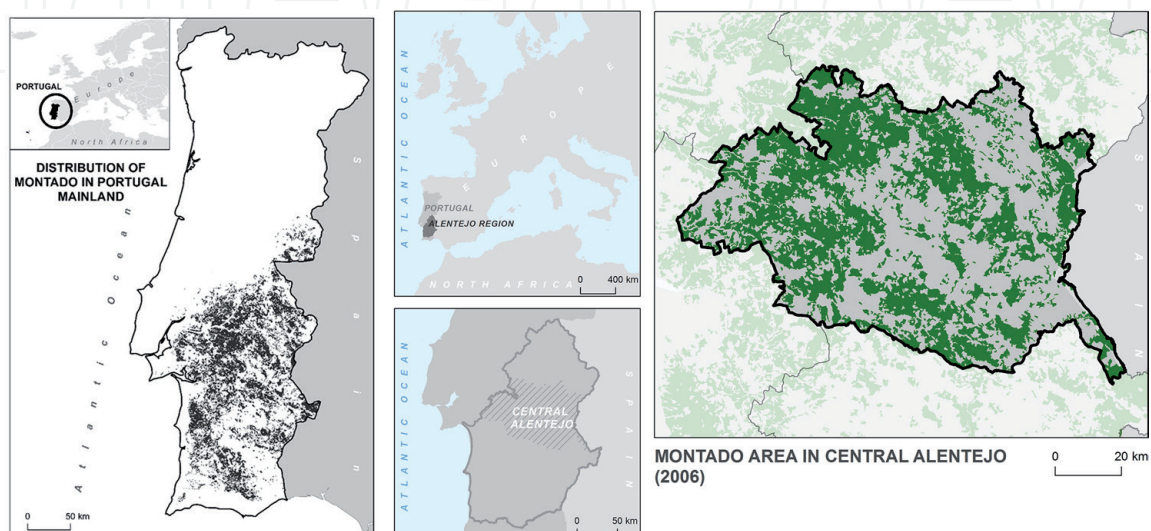 PORTUGAL
Europe
North Africa
DISTRIBUTION OF
MONTADO IN PORTUGAL
MAINLAND
Atlantic Ocean
Spain
0 50 km
ATLANTIC OCEAN
EUROPE
PORTUGAL
ALENTEJO REGION
NORTH AFRICA
0 400 km
ATLANTIC OCEAN
SPAIN
CENTRAL
ALENTEJO
0 50 km
SPAIN
MONTADO AREA IN CENTRAL ALENTEJO
(2006)
0 20 km